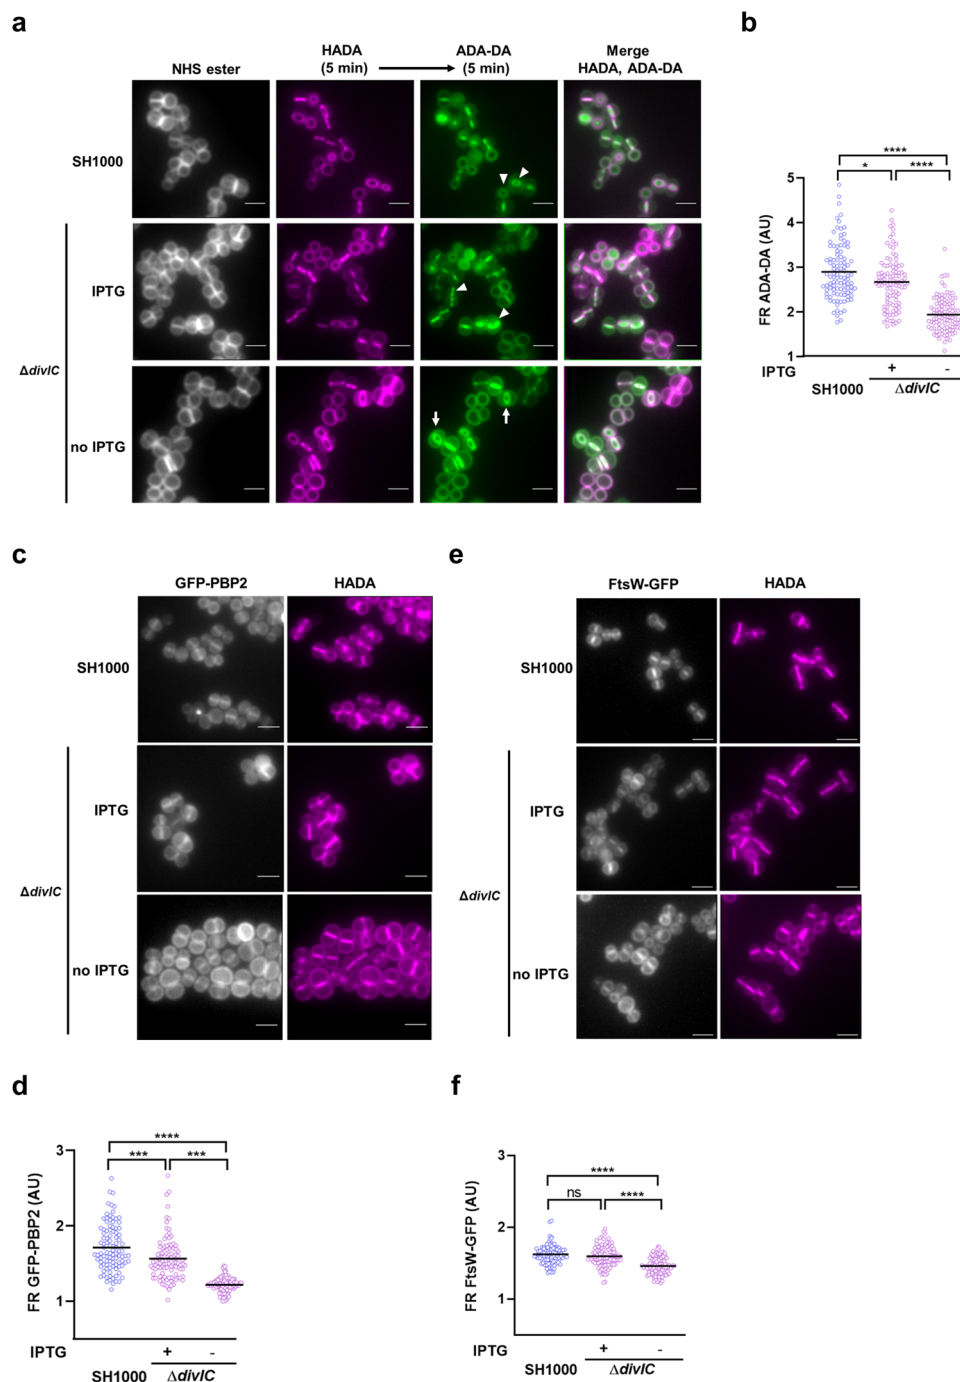 a
NHS ester
HADA
(5 min)
ADA-DA
(5 min)
Merge
HADA, ADA-DA
SH1000
IPTG
ΔdivIC
no IPTG
b
****
* ****
5
4
3
2
1
FR ADA-DA (AU)
IPTG + -
SH1000 ΔdivIC
c
GFP-PBP2 HADA
SH1000
IPTG
ΔdivIC
no IPTG
e
FtsW-GFP HADA
SH1000
IPTG
ΔdivIC
no IPTG
d
****
*** ***
3
2
1
FR GFP-PBP2 (AU)
IPTG + -
SH1000 ΔdivIC
f
****
ns ****
3
2
1
FR FtsW-GFP (AU)
IPTG + -
SH1000 ΔdivIC